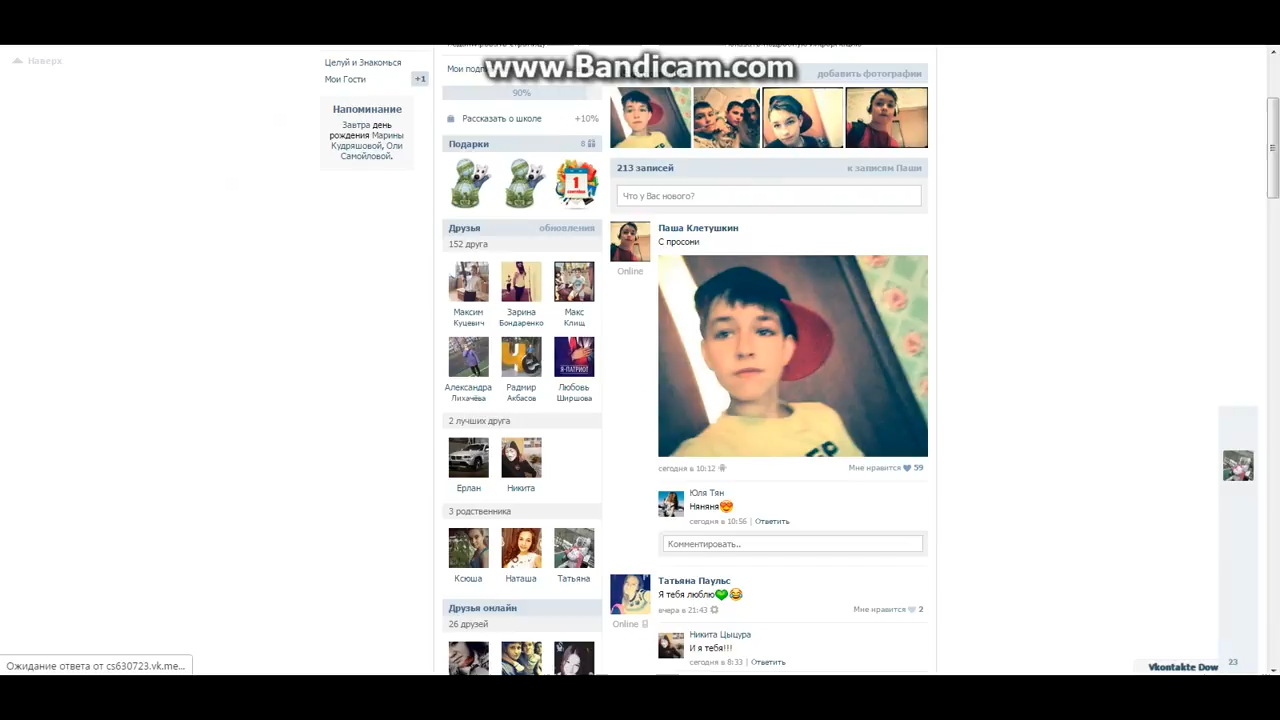 www.Bandicam.com
Наверх
Целуй и Знакомься
Мои Гости
+1
Напоминание
Завтра день
рождения Марины
Кудряшовой, Оли
Самойловой.
90%
Рассказать о школе +10%
Подарки 6
1
Друзья обновления
152 друга
Максим
Куцевич
Зарина
Бондаренко
Макс
Клищ
Я-ПАТРИОТ
Александра
Лихачёва
Радмир
Акбасов
Любовь
Ширшова
2 лучших друга
Ерлан
Никита
3 родственника
Ксюша
Наташа
Татьяна
Друзья онлайн
26 друзей
добавить фотографии
213 записей к записям Паши
Что у Вас нового?
Паша Клетушкин
С просони
Online
сегодня в 10:12 Мне нравится 59
Юля Тян
Няняня
сегодня в 10:56 | Ответить
Комментировать..
Татьяна Паульс
Я тебя люблю
вчера в 21:43 Мне нравится 2
Online
Никита Цыцура
И я тебя!!!
сегодня в 8:33 | Ответить
Ожидание ответа от cs630723.vk.me...
Vkontakte Dow
23